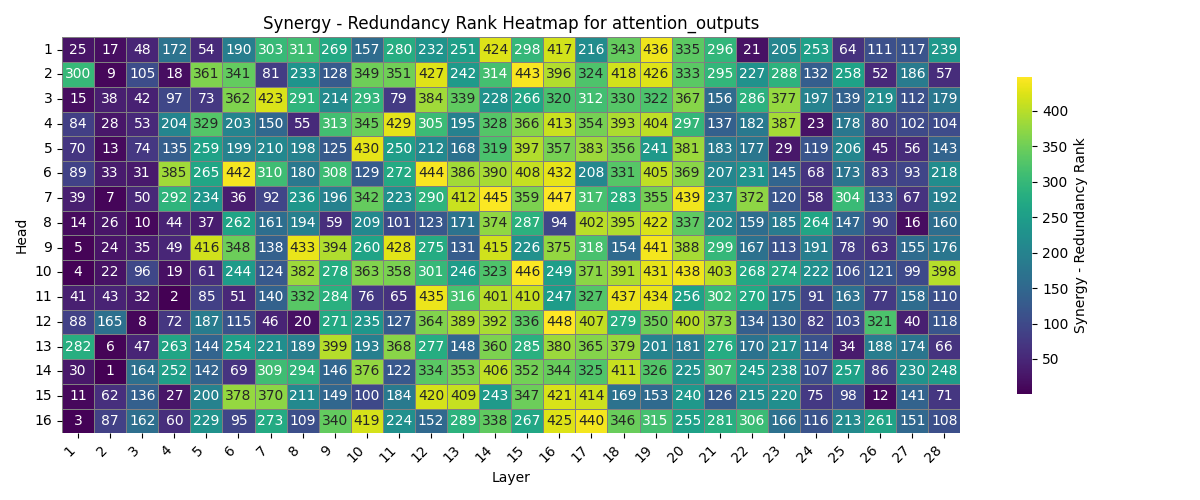 Synergy - Redundancy Rank Heatmap for attention_outputs
1 25 17 48 172 54 190 303 311 269 157 280 232 251 424 298 417 216 343 436 335 296 21 205 253 64 111 117 239
2 300 9 105 18 361 341 81 233 128 349 351 427 242 314 443 396 324 418 426 333 295 227 288 132 258 52 186 57
3 15 38 42 97 73 362 423 291 214 293 79 384 339 228 266 320 312 330 322 367 156 286 377 197 139 219 112 179
4 84 28 53 204 329 203 150 55 313 345 429 305 195 328 366 413 354 393 404 297 137 182 387 23 178 80 102 104
5 70 13 74 135 259 199 210 198 125 430 250 212 168 319 397 357 383 356 241 381 183 177 29 119 206 45 56 143
6 89 33 31 385 265 442 310 180 308 129 272 444 386 390 408 432 208 331 405 369 207 231 145 68 173 83 93 218
7 39 7 50 292 234 36 92 236 196 342 223 290 412 445 359 447 283 355 439 237 372 120 58 304 133 67 192
8 14 26 10 44 37 262 161 194 59 209 101 123 171 374 287 94 402 395 422 337 202 159 185 264 147 90 16 160
9 5 24 35 49 416 348 138 433 394 260 428 275 131 415 226 375 318 154 441 388 299 167 113 191 78 63 155 176
10 4 22 96 19 61 244 124 382 278 363 358 301 246 323 446 249 371 391 431 438 403 268 274 222 106 121 99 398
11 41 43 32 2 85 51 140 332 284 76 65 435 316 401 410 247 327 437 434 256 302 270 175 91 163 77 158 110
12 88 165 8 72 187 115 46 20 271 235 127 364 389 392 336 448 407 279 350 400 373 134 130 82 103 321 40 118
13 282 6 47 263 144 254 221 189 399 193 368 277 148 360 285 365 380 379 201 181 276 170 217 114 34 188 174 66
14 30 1 164 252 142 69 309 294 146 376 122 334 353 406 352 344 325 411 326 225 307 245 238 107 257 86 230 248
15 11 62 136 27 200 378 370 211 149 100 184 420 409 243 347 421 414 169 153 240 126 215 220 75 98 12 141 71
16 3 87 162 60 229 95 273 109 340 419 224 152 289 338 267 425 440 346 315 255 281 306 166 116 213 261 151 108
1 2 3 4 5 6 7 8 9 10 11 12 13 14 15 16 17 18 19 20 21 22 23 24 25 26 27 28
Layer
Head
400
350
300
250
200
150
100
50
Synergy - Redundancy Rank